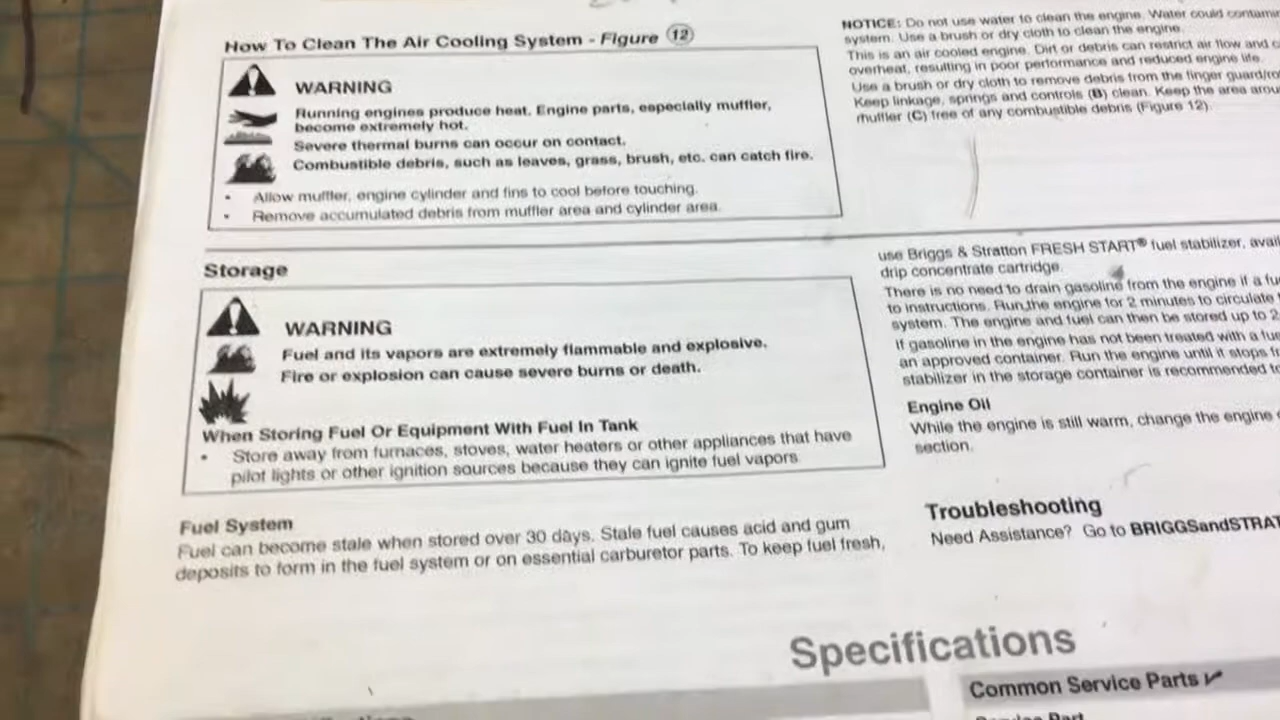 How To Clean The Air Cooling System - Figure 12
WARNING
Running engines produce heat. Engine parts, especially muffler,
become extremely hot.
Severe thermal burns can occur on contact.
Combustible debris, such as leaves, grass, brush, etc. can catch fire.
• Allow muffler, engine cylinder and fins to cool before touching.
• Remove accumulated debris from muffler area and cylinder area.
NOTICE: Do not use water to clean the engine. Water could
system. Use a brush or dry cloth to clean the engine.
This is an air cooled engine. Dirt or debris can restrict air flow and
overheat, resulting in poor performance and reduced engine life.
Use a brush or dry cloth to remove debris from the finger
Keep linkage, springs and controls (B) clean. Keep the area
muffler (C) free of any combustible debris (Figure 12).
Storage
WARNING
Fuel and its vapors are extremely flammable and explosive.
Fire or explosion can cause severe burns or death.
When Storing Fuel Or Equipment With Fuel In Tank
• Store away from furnaces, stoves, water heaters or other appliances that have
pilot lights or other ignition sources because they can ignite fuel vapors.
Fuel System
Fuel can become stale when stored over 30 days. Stale fuel causes acid and gum
deposits to form in the fuel system or on essential carburetor parts. To keep fuel fresh,
use Briggs & Stratton FRESH START® fuel stabilizer,
drip concentrate cartridge.
There is no need to drain gasoline from the engine if a
to instructions. Run the engine for 2 minutes to circulate
system. The engine and fuel can then be stored up to
If gasoline in the engine has not been treated with a
an approved container. Run the engine until it stops
stabilizer in the storage container is recommended
Engine Oil
While the engine is still warm, change the engine
section.
Troubleshooting
Need Assistance? Go to BRIGGSandSTRAT
Specifications
Common Service Parts ✓
Service Part